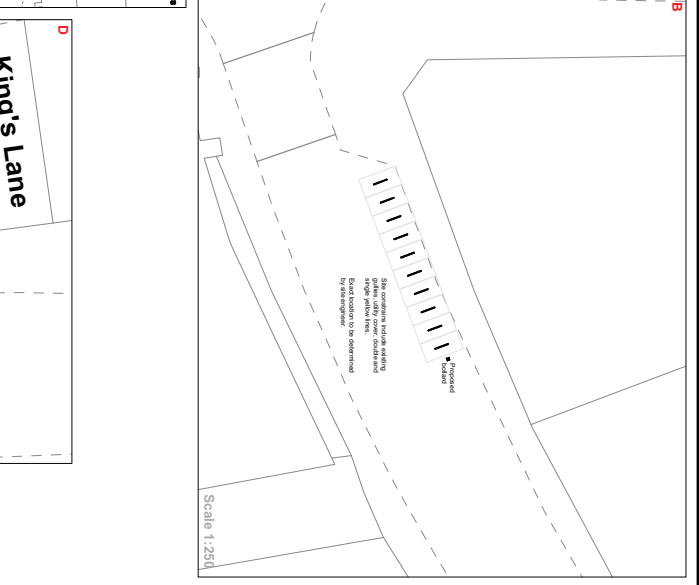 B
D
King's Lane
Site constrains include existing
gullies, utility cover, double and
single yellow lines.
Exact location to be determined
by site engineer.
Proposed
bollard
Scale 1:250